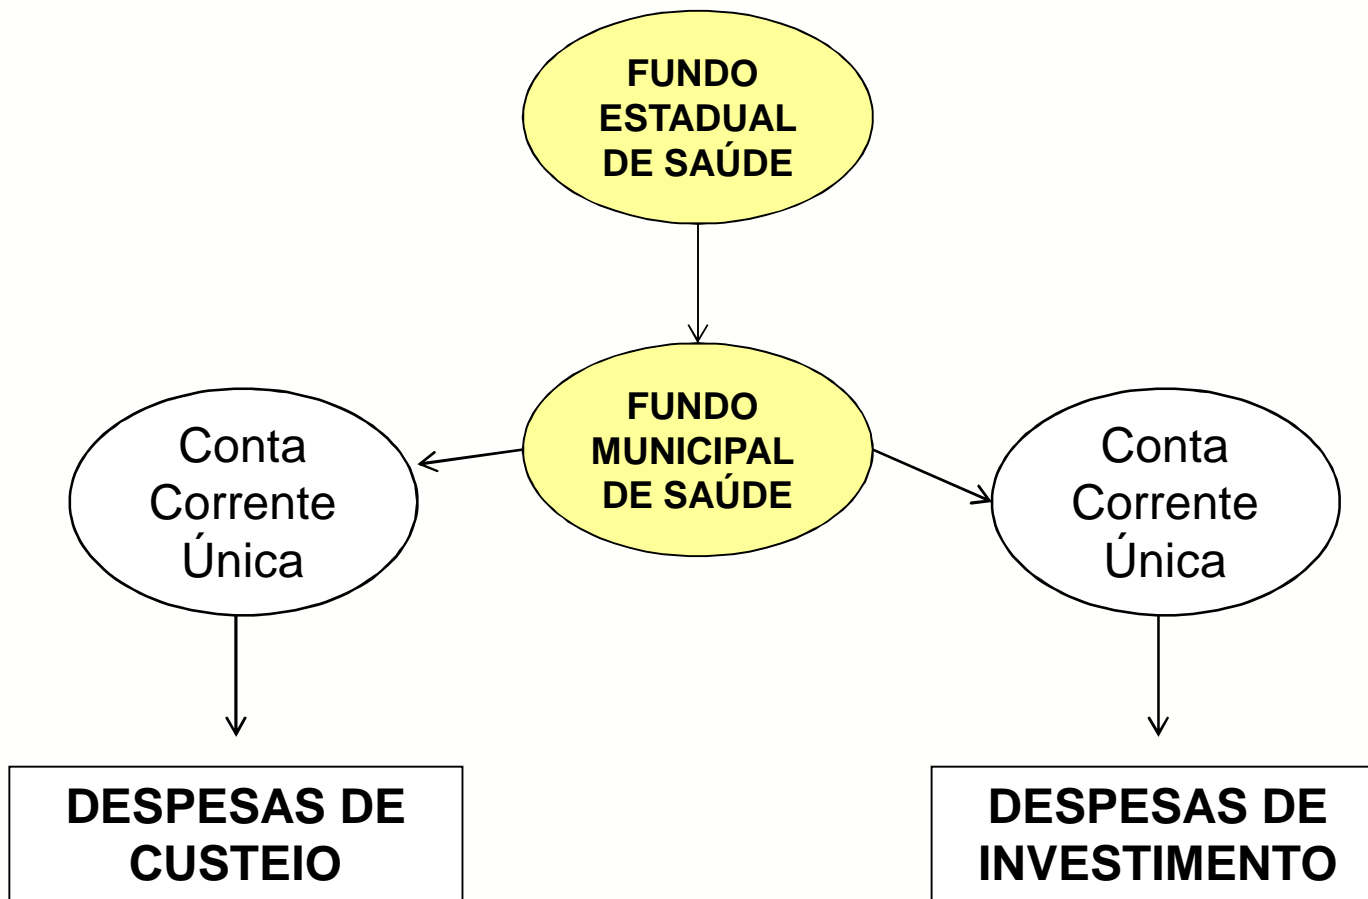 FUNDO
ESTADUAL
DE SAÚDE
FUNDO
MUNICIPAL
DE SAÚDE
Conta
Corrente
Única
Conta
Corrente
Única
DESPESAS DE
CUSTEIO
DESPESAS DE
INVESTIMENTO